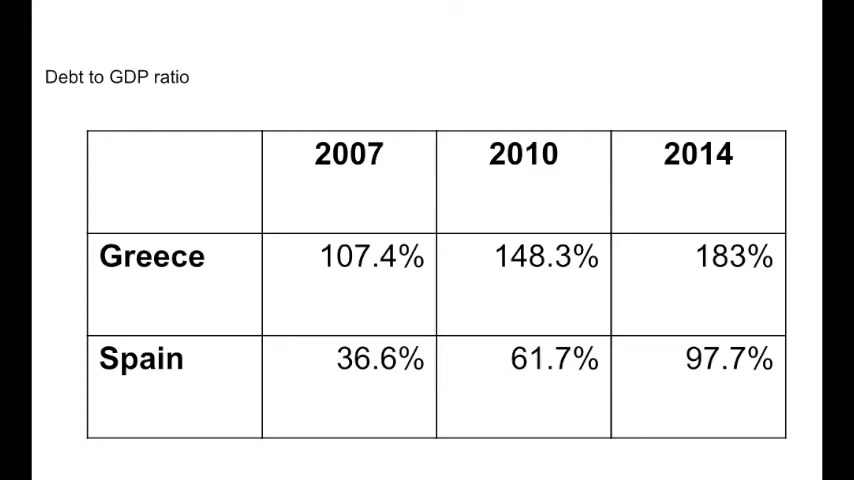 Debt to GDP ratio
2007 2010 2014
Greece 107.4% 148.3% 183%
Spain 36.6% 61.7% 97.7%